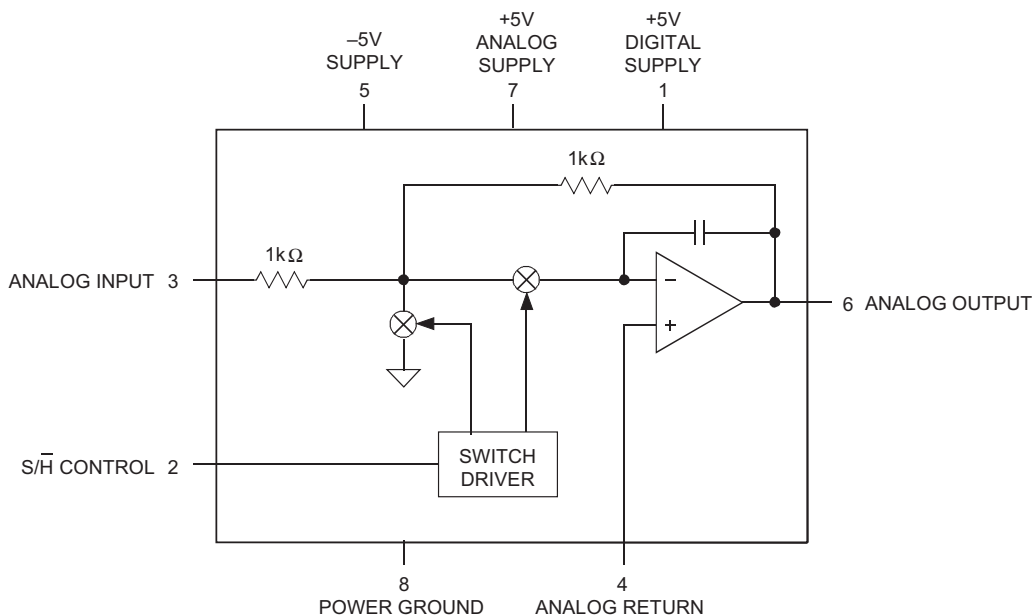 –5V
SUPPLY
5
+5V
ANALOG
SUPPLY
7
+5V
DIGITAL
SUPPLY
1
1kΩ
1kΩ
ANALOG INPUT 3
–
+
6 ANALOG OUTPUT
S/H̅ CONTROL 2
SWITCH
DRIVER
8
POWER GROUND
4
ANALOG RETURN